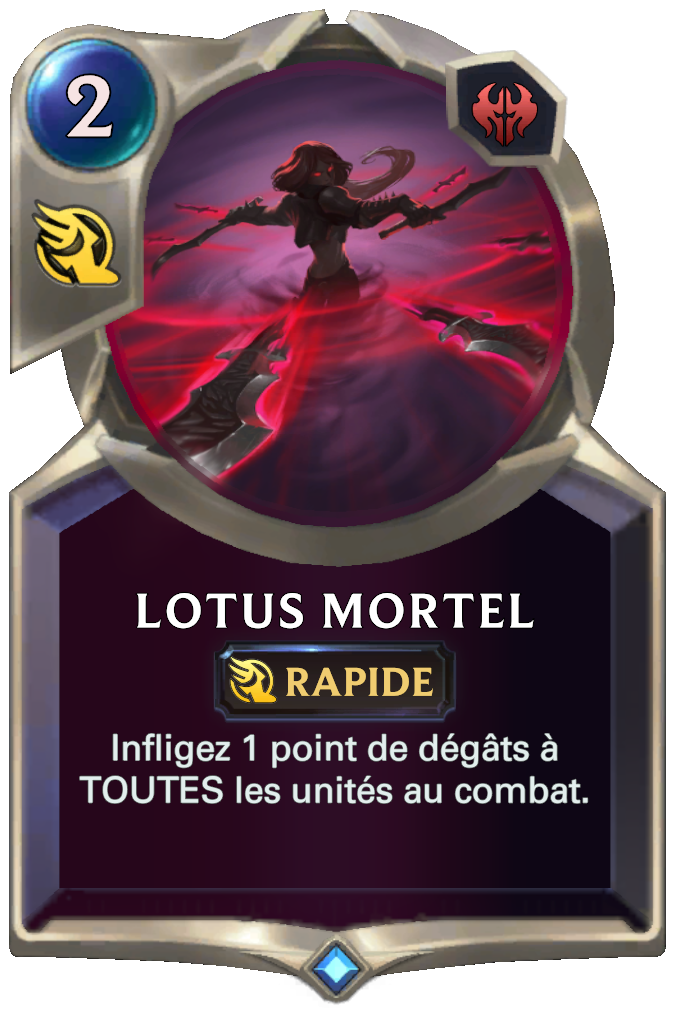 2
LOTUS MORTEL
RAPIDE
Infligez 1 point de dégâts à
TOUTES les unités au combat.